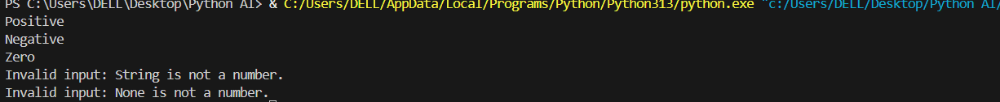 PS C:\Users\DELL\Desktop\Python AI> & C:/Users/DELL/AppData/Local/Programs/Python/Python313/python.exe "c:/Users/DELL/Desktop/Python AI/
Positive
Negative
Zero
Invalid input: String is not a number.
Invalid input: None is not a number.